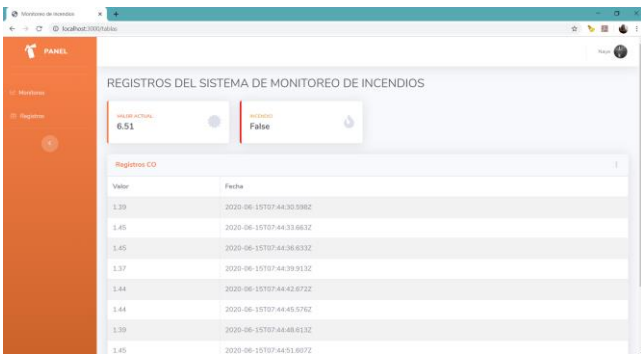 Monitoreo de Incendios
localhost:3000/tablas
PANEL
Monitoreo
Registros
REGISTROS DEL SISTEMA DE MONITOREO DE INCENDIOS
VALOR ACTUAL
6.51
INCENDIO
False
Registros CO
Valor Fecha
1.39 2020-06-15T07:44:30.598Z
1.45 2020-06-15T07:44:33.663Z
1.45 2020-06-15T07:44:36.633Z
1.37 2020-06-15T07:44:39.913Z
1.44 2020-06-15T07:44:42.672Z
1.44 2020-06-15T07:44:45.576Z
1.39 2020-06-15T07:44:48.613Z
1.45 2020-06-15T07:44:51.607Z